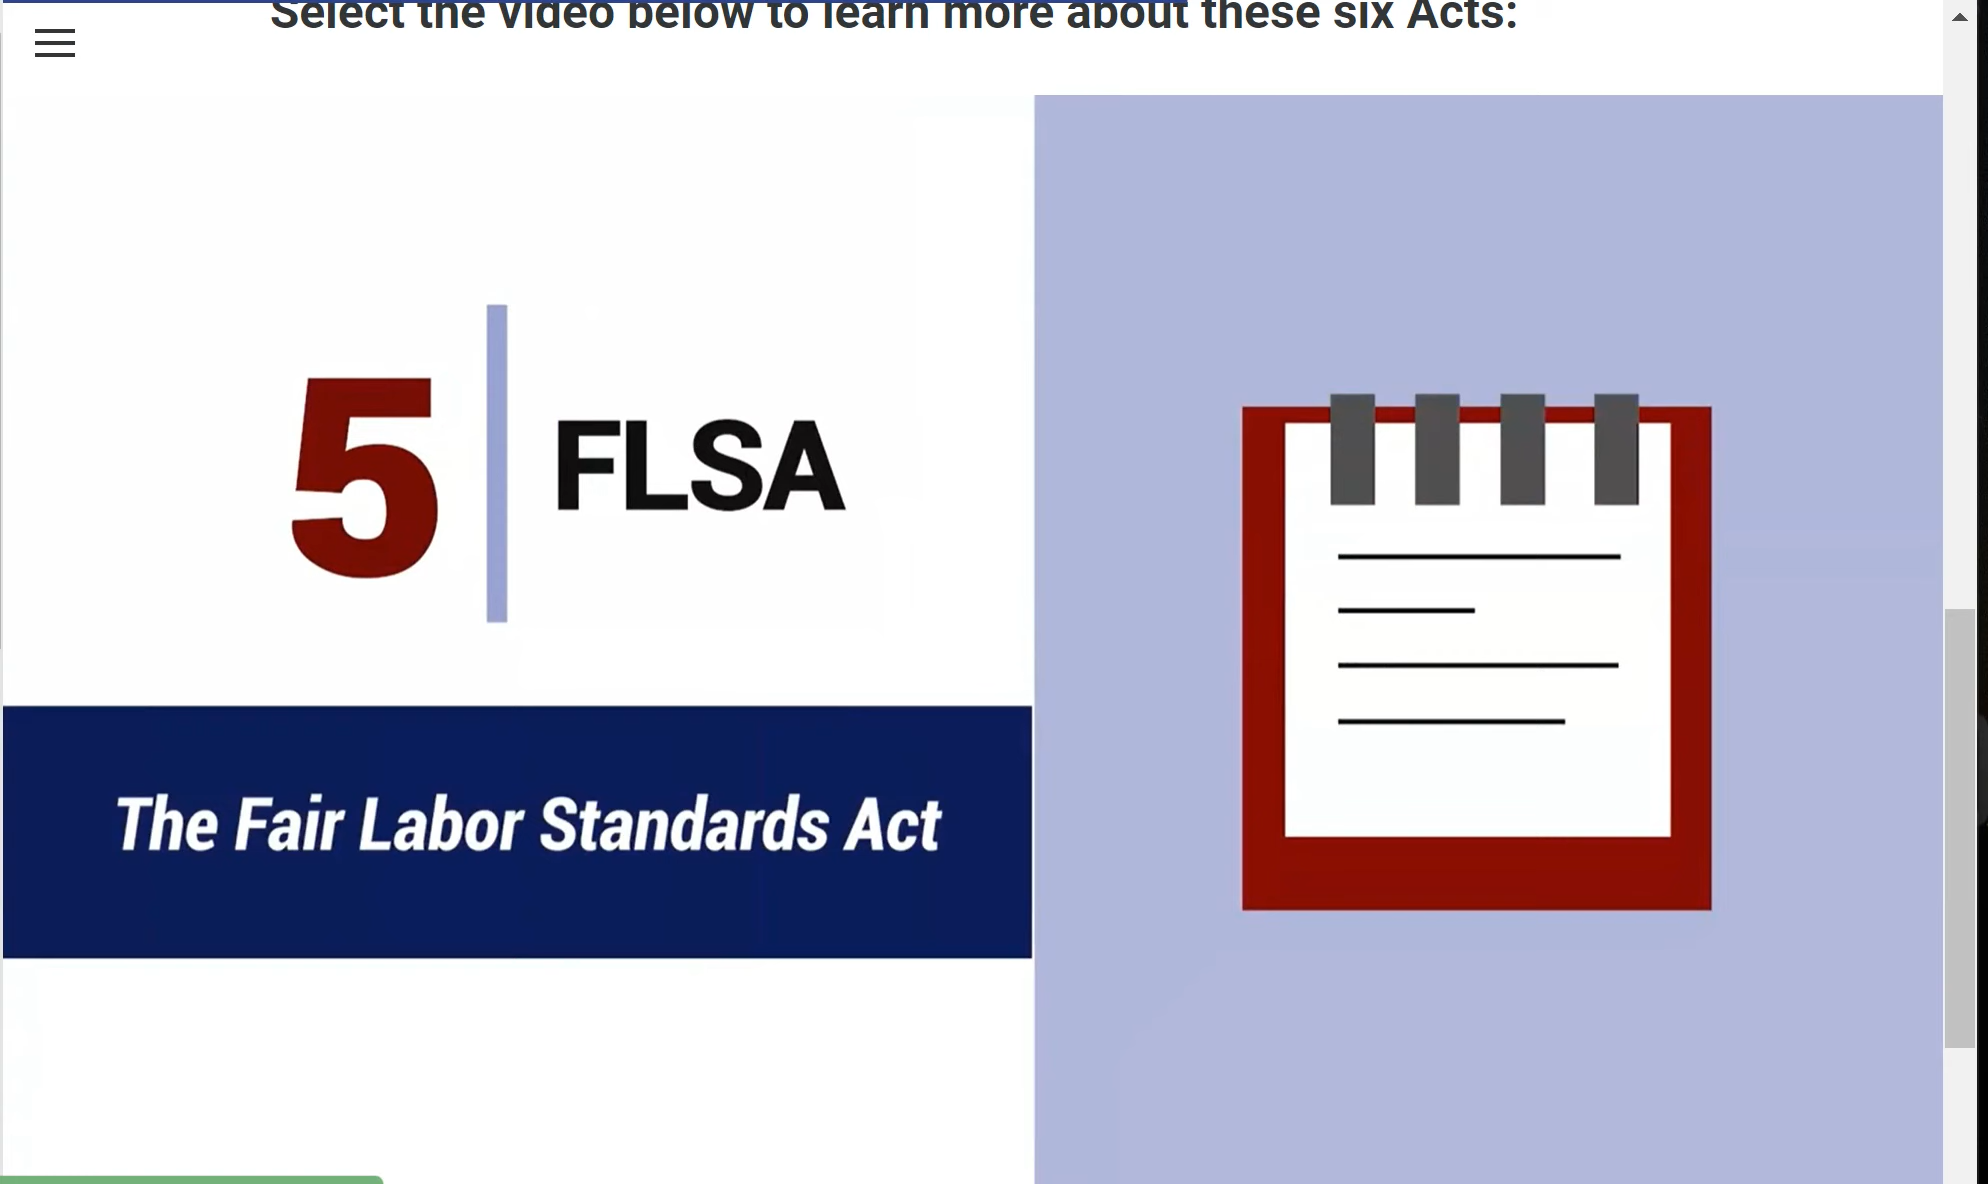 Select the video below to learn more about these six Acts:
5
FLSA
The Fair Labor Standards Act